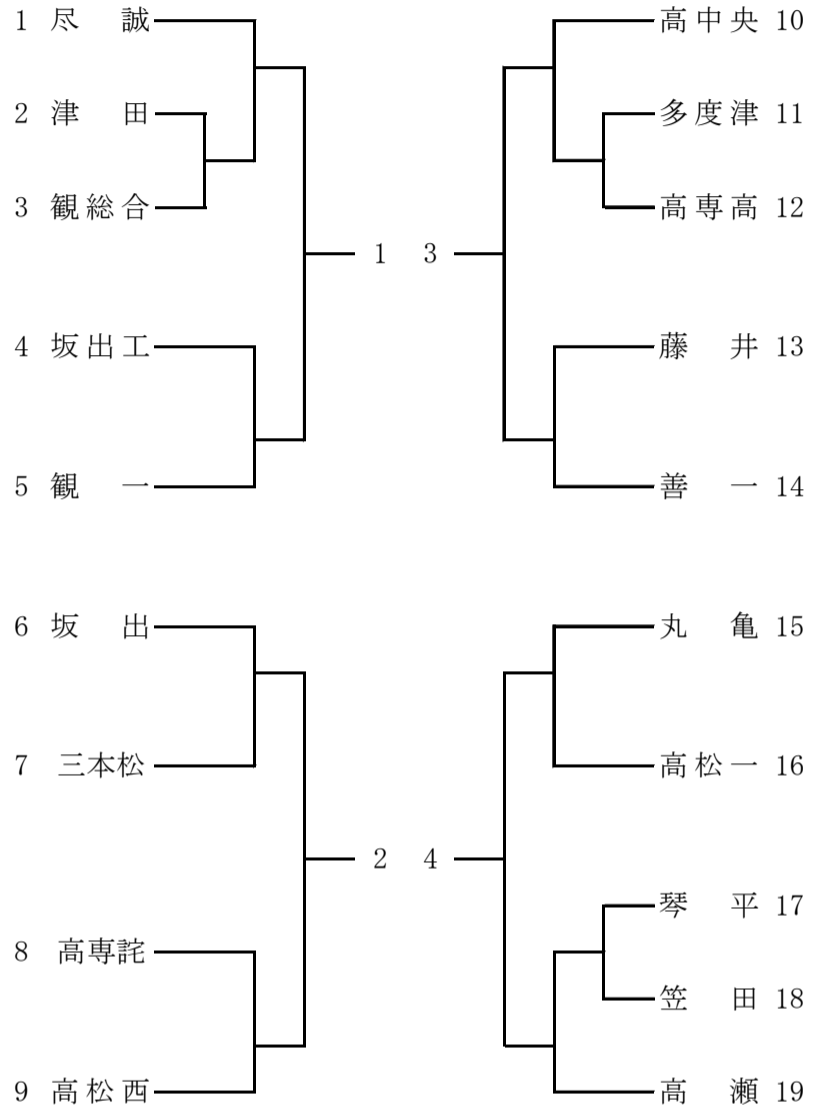 1 尽 誠
2 津 田
3 観総合
4 坂出工
5 観 一
1
6 坂 出
7 三本松
8 高専詫
9 高松西
2
高中央 10
多度津 11
高専高 12
藤 井 13
善 一 14
3
丸 亀 15
高松一 16
琴 平 17
笠 田 18
高 瀬 19
4